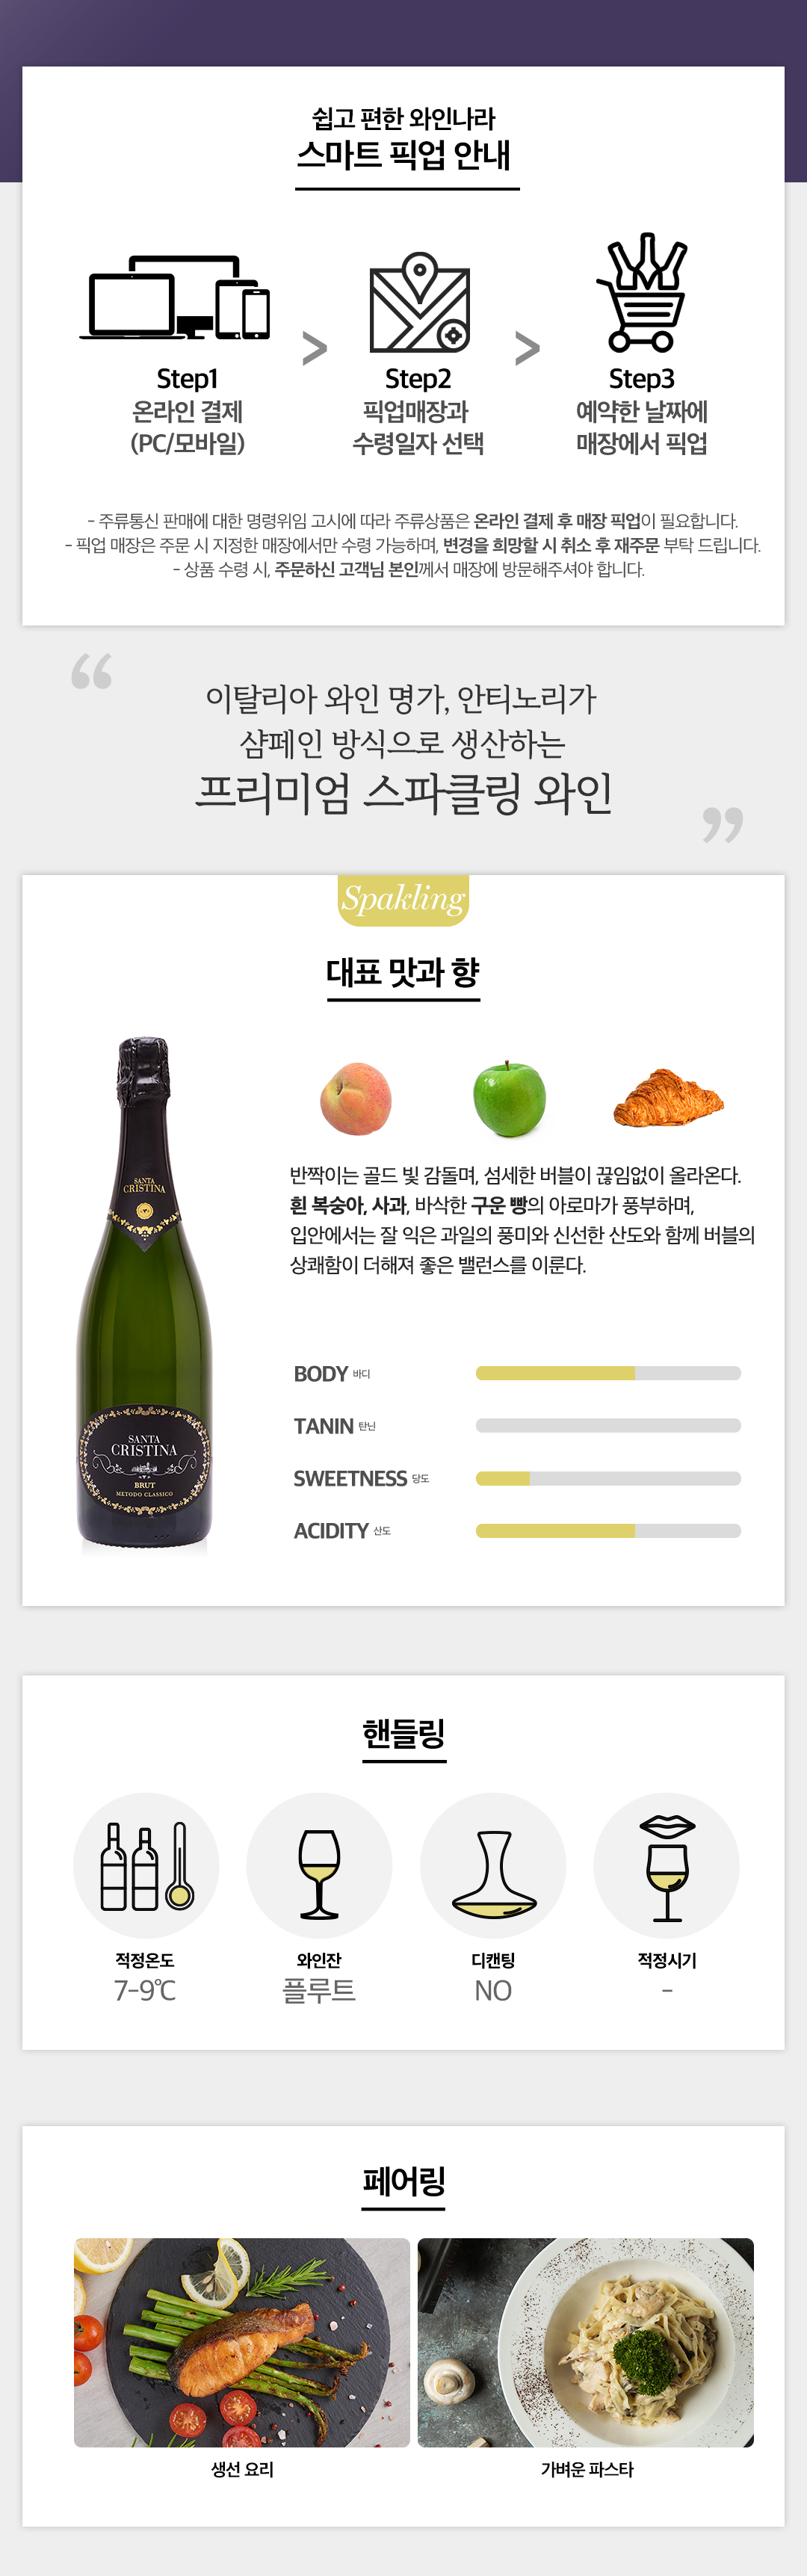 쉽고 편한 와인나라
스마트 픽업 안내
Step1
온라인 결제
(PC/모바일)
>
Step2
픽업매장과
수령일자 선택
>
Step3
예약한 날짜에
매장에서 픽업
- 주류통신 판매에 대한 명령위임 고시에 따라 주류상품은 온라인 결제 후 매장 픽업이 필요합니다.
- 픽업 매장은 주문 시 지정한 매장에서만 수령 가능하며, 변경을 희망할 시 취소 후 재주문 부탁 드립니다.
- 상품 수령 시, 주문하신 고객님 본인께서 매장에 방문해주셔야 합니다.
“
이탈리아 와인 명가, 안티노리가
샴페인 방식으로 생산하는
프리미엄 스파클링 와인
”
Spakling
대표 맛과 향
SANTA
CRISTINA
반짝이는 골드 빛 감돌며, 섬세한 버블이 끊임없이 올라온다.
흰 복숭아, 사과, 바삭한 구운 빵의 아로마가 풍부하며,
입안에서는 잘 익은 과일의 풍미와 신선한 산도와 함께 버블의
상쾌함이 더해져 좋은 밸런스를 이룬다.
SANTA
CRISTINA
BRUT
METODO CLASSICO
BODY 바디
TANIN 탄닌
SWEETNESS 당도
ACIDITY 산도
핸들링
적정온도
7-9℃
와인잔
플루트
디캔팅
NO
적정시기
-
페어링
생선 요리
가벼운 파스타